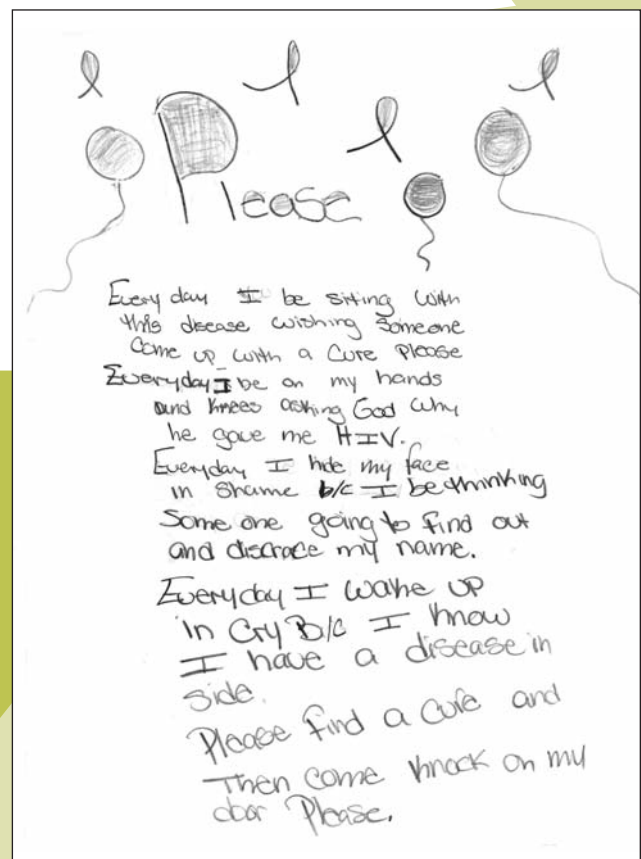 Please
Every day I be sitting with
this disease wishing someone
come up with a cure Please
Everyday I be on my hands
and knees asking God why
he gave me HIV.
Everyday I hide my face
in shame b/c I be thinking
Some one going to find out
and discrace my name.
Everyday I wake up
in cry B/c I know
I have a disease in
side.
Please find a cure and
Then come knock on my
door Please.